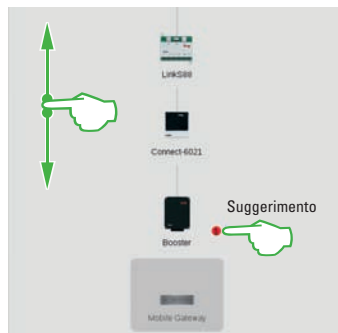 LinkS88
Connect-6021
Suggerimento
Booster
Mobile Gateway